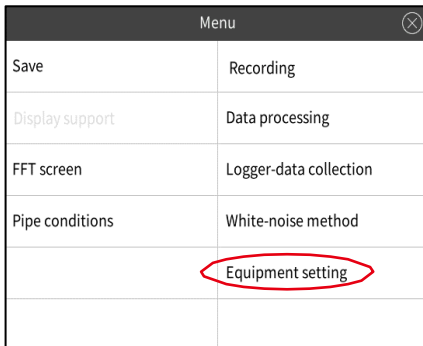 Menu
Save
Recording
Display support
Data processing
FFT screen
Logger-data collection
Pipe conditions
White-noise method
Equipment setting